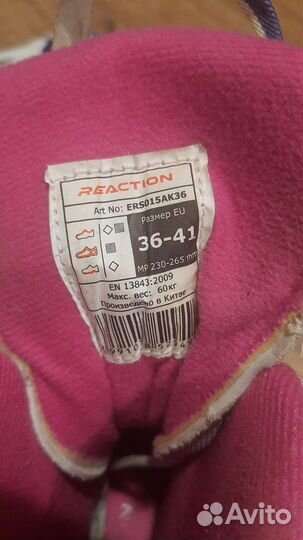 REACTION
Art No: ERS015AK36
Размер EU
36-41
МР 230-265 mm
EN 13843:2009
Макс. вес: 60кг
Произведено в Китае
Avito